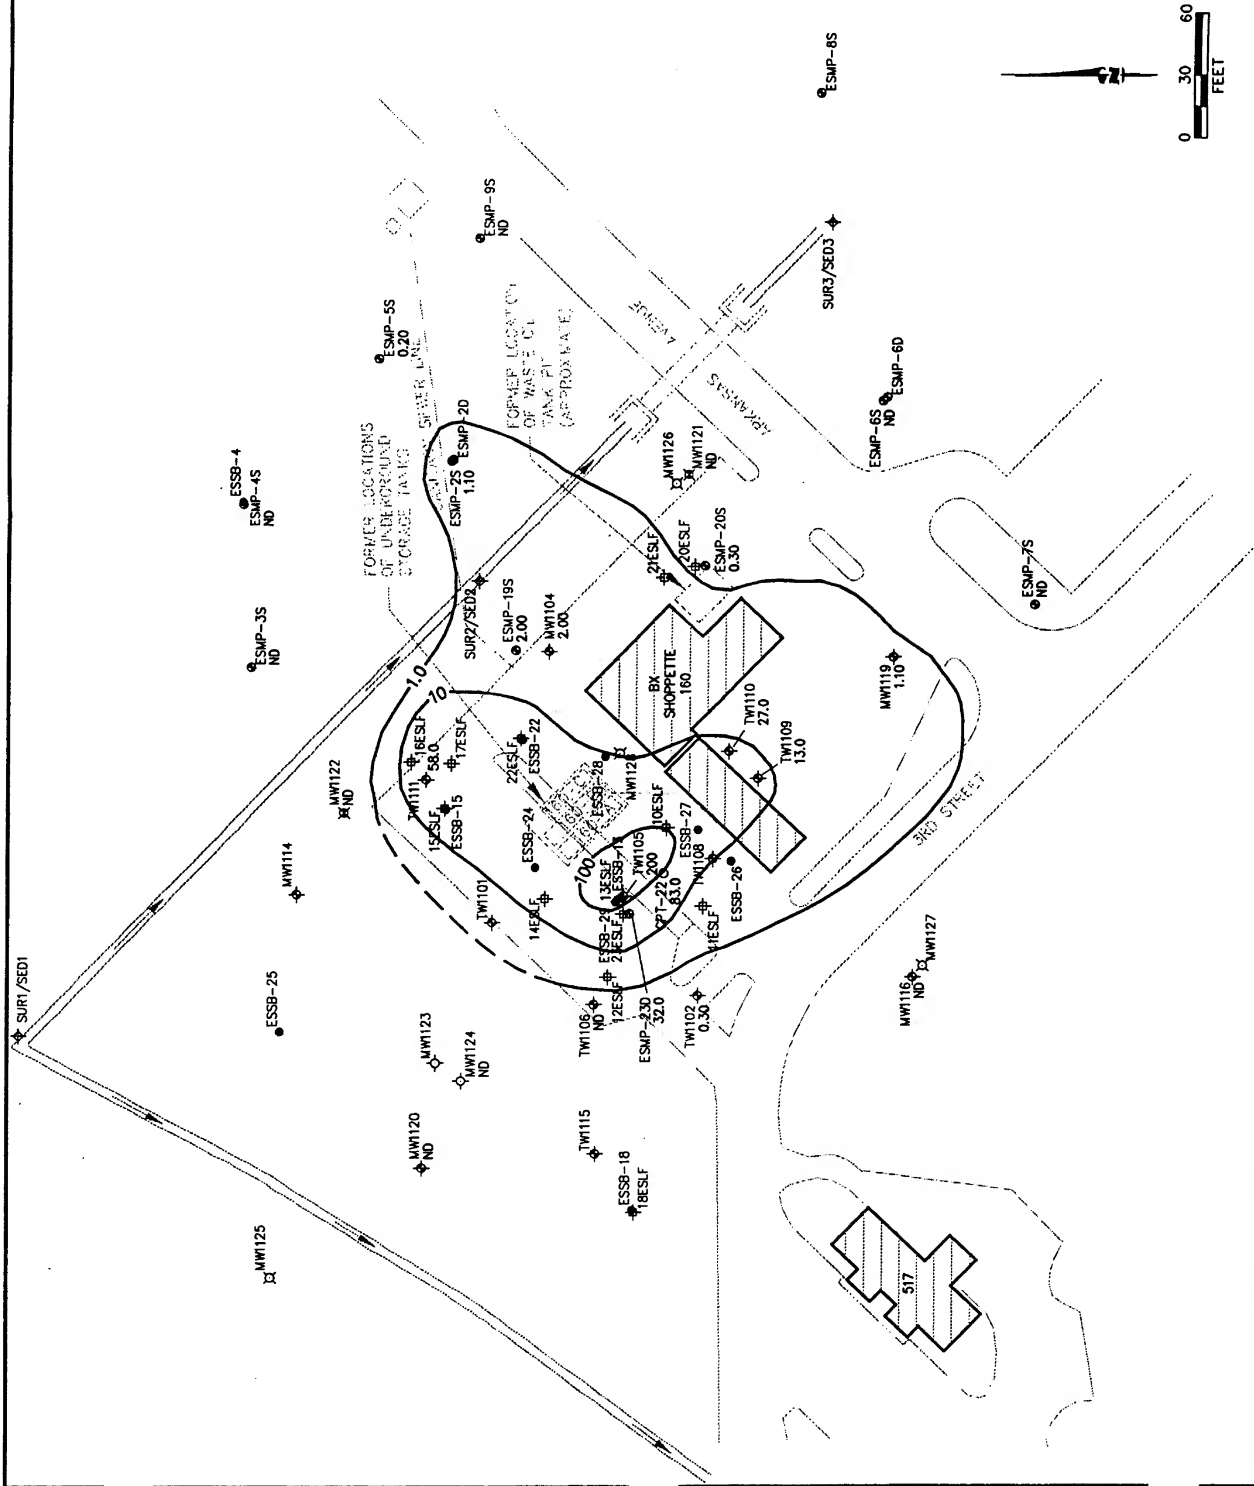 60
30
0
FEET
ESMP-8S
ESMP-9S
ND
SUR3/SED3
ESMP-5S
0.20
SEWER LINE
FORMER LOCATION
OF WASTE OIL
TANK PIT
(APPROXIMATE)
ARKANSAS
AVENUE
ESMP-6S
ND
ESMP-6D
ESSB-4
ESMP-4S
ND
FORMER LOCATIONS
OF UNDERGROUND
STORAGE TANKS
ESMP-2D
ESMP-2S
1.10
MW1126
MW1121
ND
ESMP-3S
ND
SUR2/SED2
ESMP-19S
2.00
MW1104
2.00
21ESLF
20ESLF
ESMP-20S
0.30
ESMP-7S
ND
1.0
10
BX
SHOPPETTE
160
MW1119
1.10
MW1122
ND
16ESLF
TW1111
58.0
17ESLF
15ESLF
ESSB-15
22ESLF
ESSB-22
ESSB-28
MW1128
TW1110
27.0
TW1109
13.0
MW1114
ESSB-24
100
10ESLF
ESSB-27
TW1108
ESSB-26
3RD STREET
TW1101
14ESLF
13ESLF
TW1105
200
83.0
11ESLF
ESSB-29
12ESLF
TW1106
ND
ESMP-23D
32.0
TW1102
0.30
MW1116
ND
MW1127
SUR1/SED1
ESSB-25
MW1123
MW1124
ND
MW1120
ND
TW1115
ESSB-18
18ESLF
MW1125
517